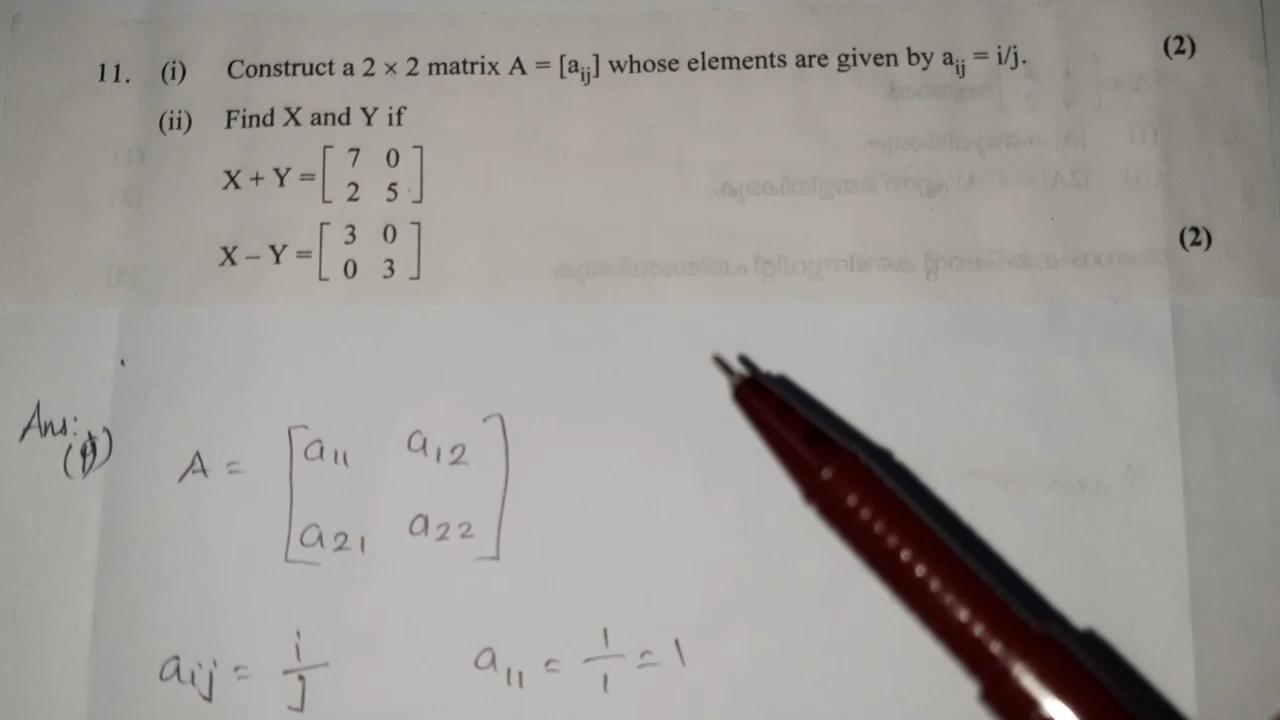 11. (i) Construct a 2 × 2 matrix A = [aij] whose elements are given by aij = i/j. (2)
(ii) Find X and Y if
X + Y = [ 7 0
2 5 ]
X – Y = [ 3 0
0 3 ] (2)
Ans:
(i) A = [ a11 a12
a21 a22 ]
aij = i/j a11 = 1/1 = 1